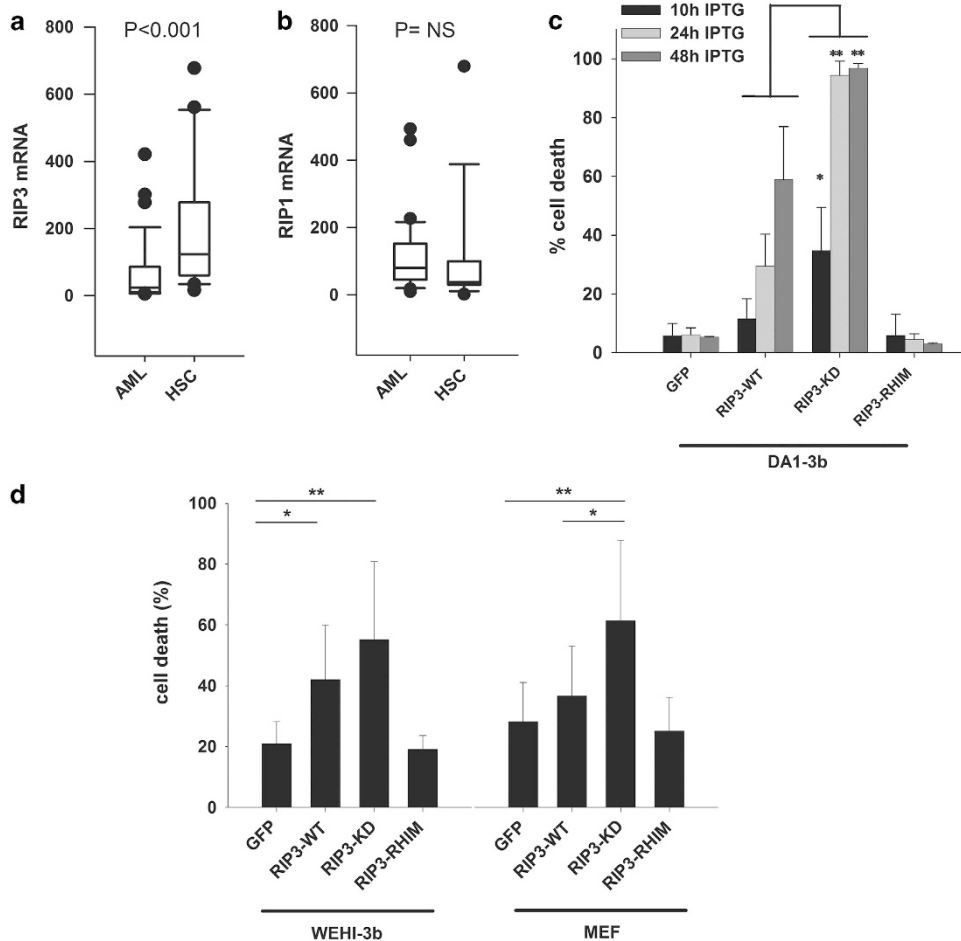 a
P<0.001
RIP3 mRNA
800
600
400
200
0
AML
HSC
b
P= NS
RIP1 mRNA
800
600
400
200
0
AML
HSC
c
10h IPTG
24h IPTG
48h IPTG
% cell death
100
80
60
40
20
0
*
**
**
GFP
RIP3-WT
RIP3-KD
RIP3-RHIM
DA1-3b
d
cell death (%)
100
80
60
40
20
0
**
*
**
*
GFP
RIP3-WT
RIP3-KD
RIP3-RHIM
GFP
RIP3-WT
RIP3-KD
RIP3-RHIM
WEHI-3b
MEF